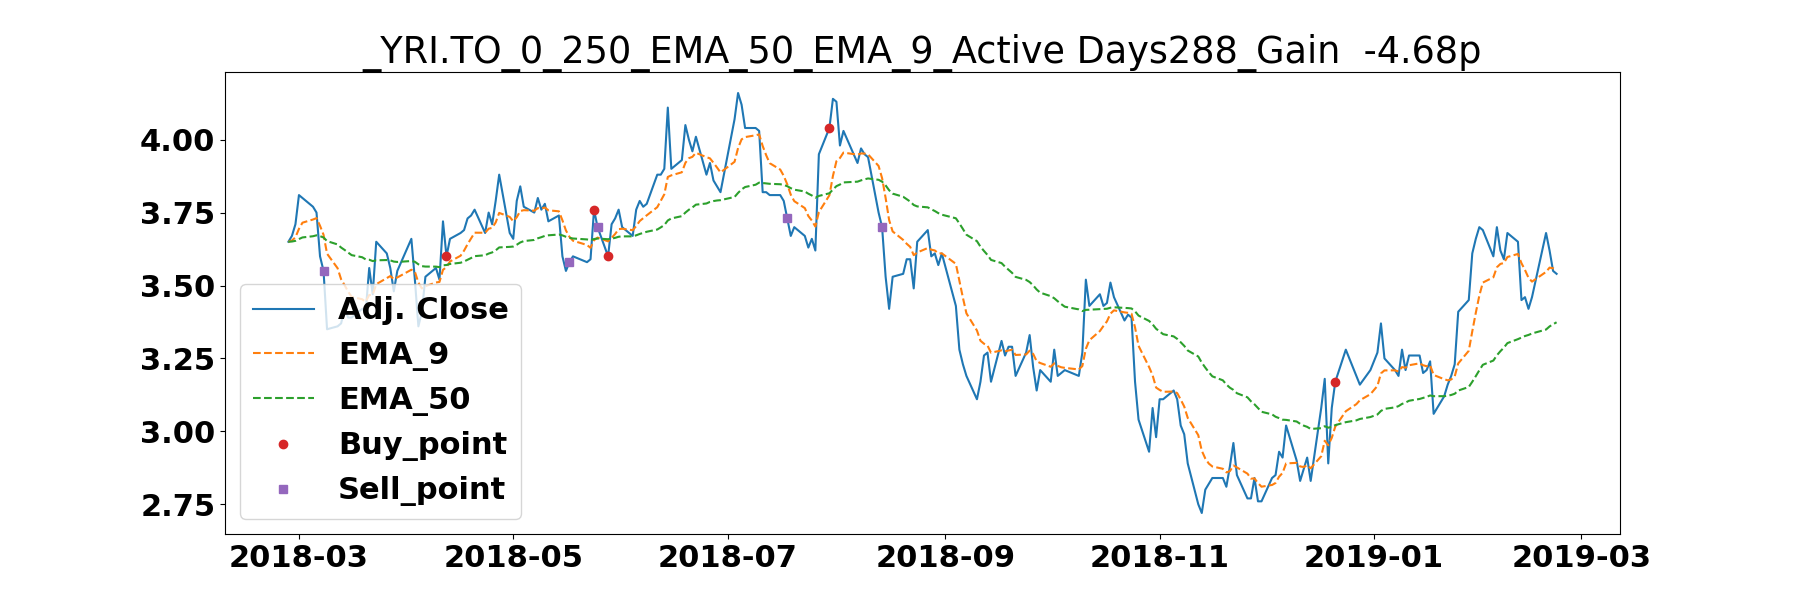 _YRI.TO_0_250_EMA_50_EMA_9_Active Days288_Gain  -4.68p
4.00
3.75
3.50
3.25
3.00
2.75
Adj. Close
EMA_9
EMA_50
Buy_point
Sell_point
2018-03 2018-05 2018-07 2018-09 2018-11 2019-01 2019-03